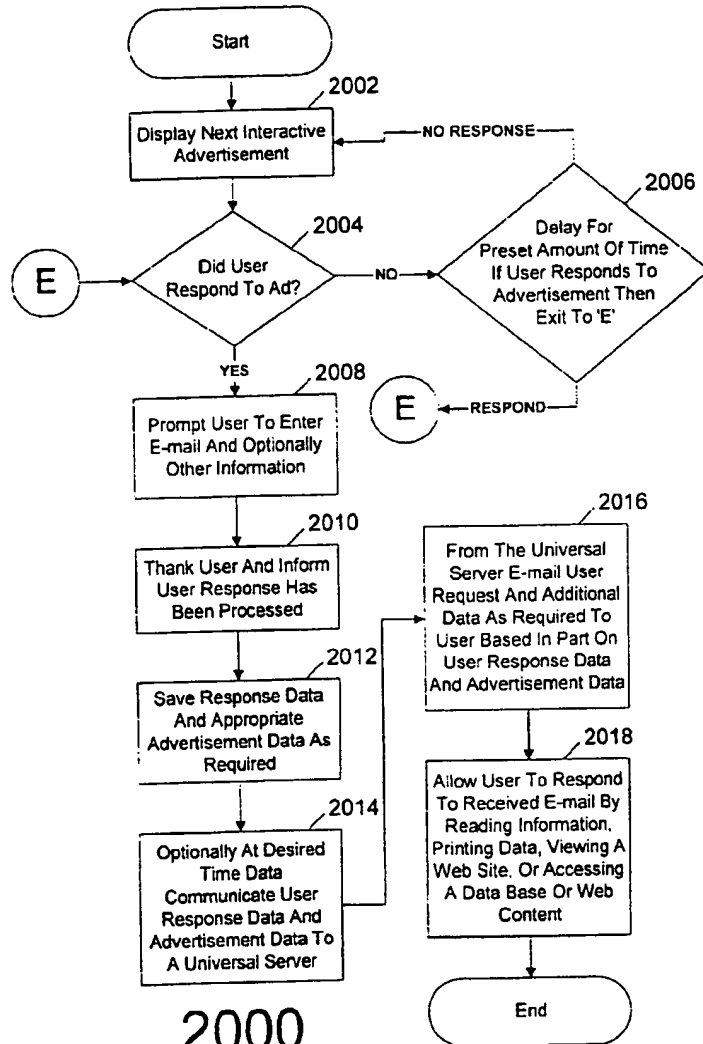 Start
2002
Display Next Interactive
Advertisement
NO RESPONSE
2006
2004
Delay For
Preset Amount Of Time
If User Responds To
Advertisement Then
Exit To 'E'
E
Did User
Respond To Ad?
NO
YES
2008
E
RESPOND
Prompt User To Enter
E-mail And Optionally
Other Information
2010
Thank User And Inform
User Response Has
Been Processed
2012
Save Response Data
And Appropriate
Advertisement Data As
Required
2014
Optionally At Desired
Time Data
Communicate User
Response Data And
Advertisement Data To
A Universal Server
2016
From The Universal
Server E-mail User
Request And Additional
Data As Required To
User Based In Part On
User Response Data
And Advertisement Data
2018
Allow User To Respond
To Received E-mail By
Reading Information,
Printing Data, Viewing A
Web Site, Or Accessing
A Data Base Or Web
Content
End
2000